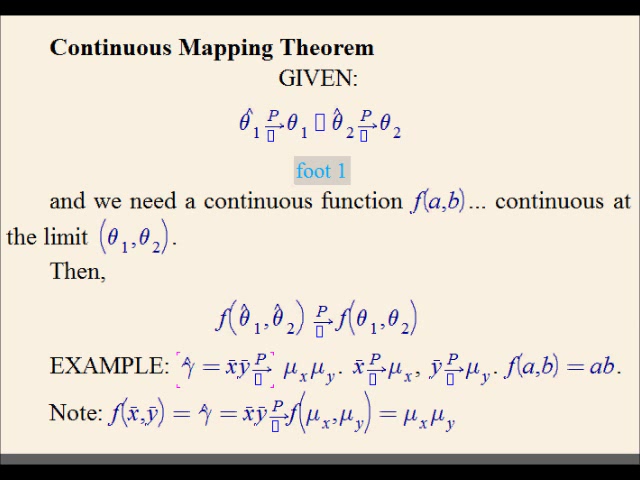 Continuous Mapping Theorem
GIVEN:
θ̂₁ →ᴾ θ₁ ▯ θ̂₂ →ᴾ θ₂
foot 1
and we need a continuous function f(a,b)... continuous at
the limit (θ₁,θ₂).
Then,
f(θ̂₁,θ̂₂) →ᴾ f(θ₁,θ₂)
EXAMPLE: γ̂ = x̄ȳ →ᴾ μₓμᵧ. x̄ →ᴾ μₓ, ȳ →ᴾ μᵧ. f(a,b) = ab.
Note: f(x̄,ȳ) = γ̂ = x̄ȳ →ᴾ f(μₓ,μᵧ) = μₓμᵧ